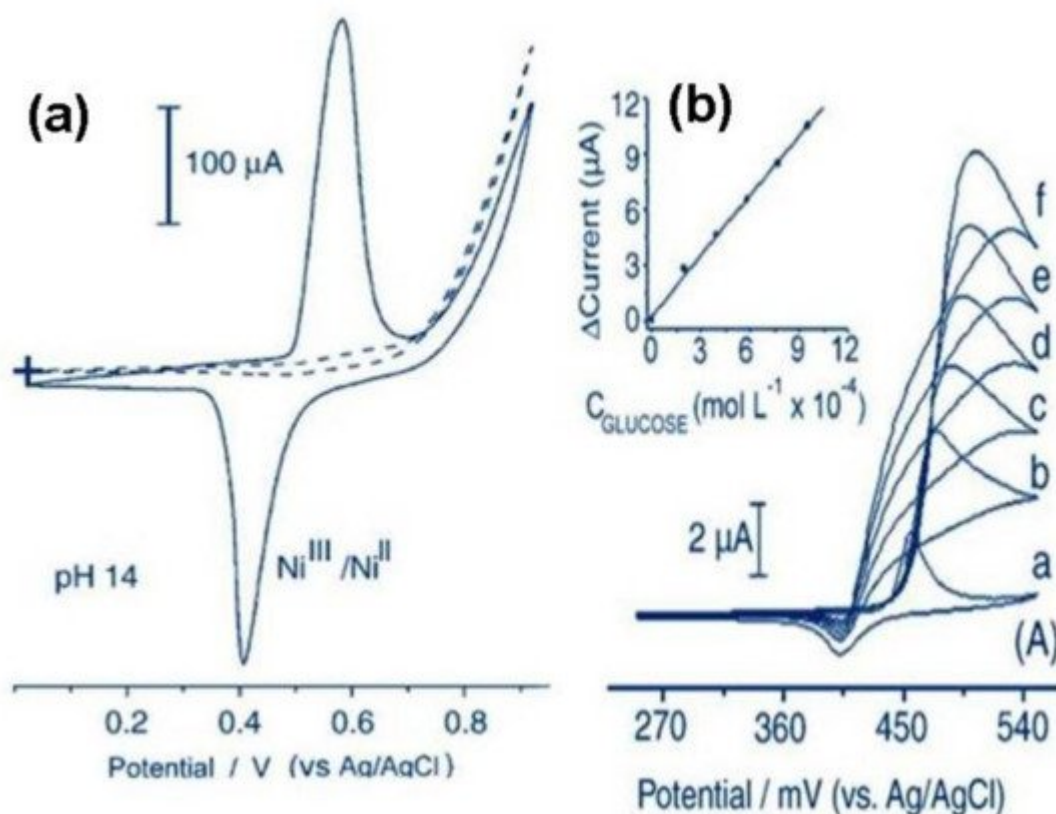 (a)
100 μA
Ni^III /Ni^II
pH 14
0.2 0.4 0.6 0.8
Potential / V (vs Ag/AgCl)
(b)
12
9
6
3
0
ΔCurrent (μA)
0 3 6 9 12
C_GLUCOSE (mol L^-1 x 10^-4)
f
e
d
c
b
a
2 μA
(A)
270 360 450 540
Potential / mV (vs. Ag/AgCl)